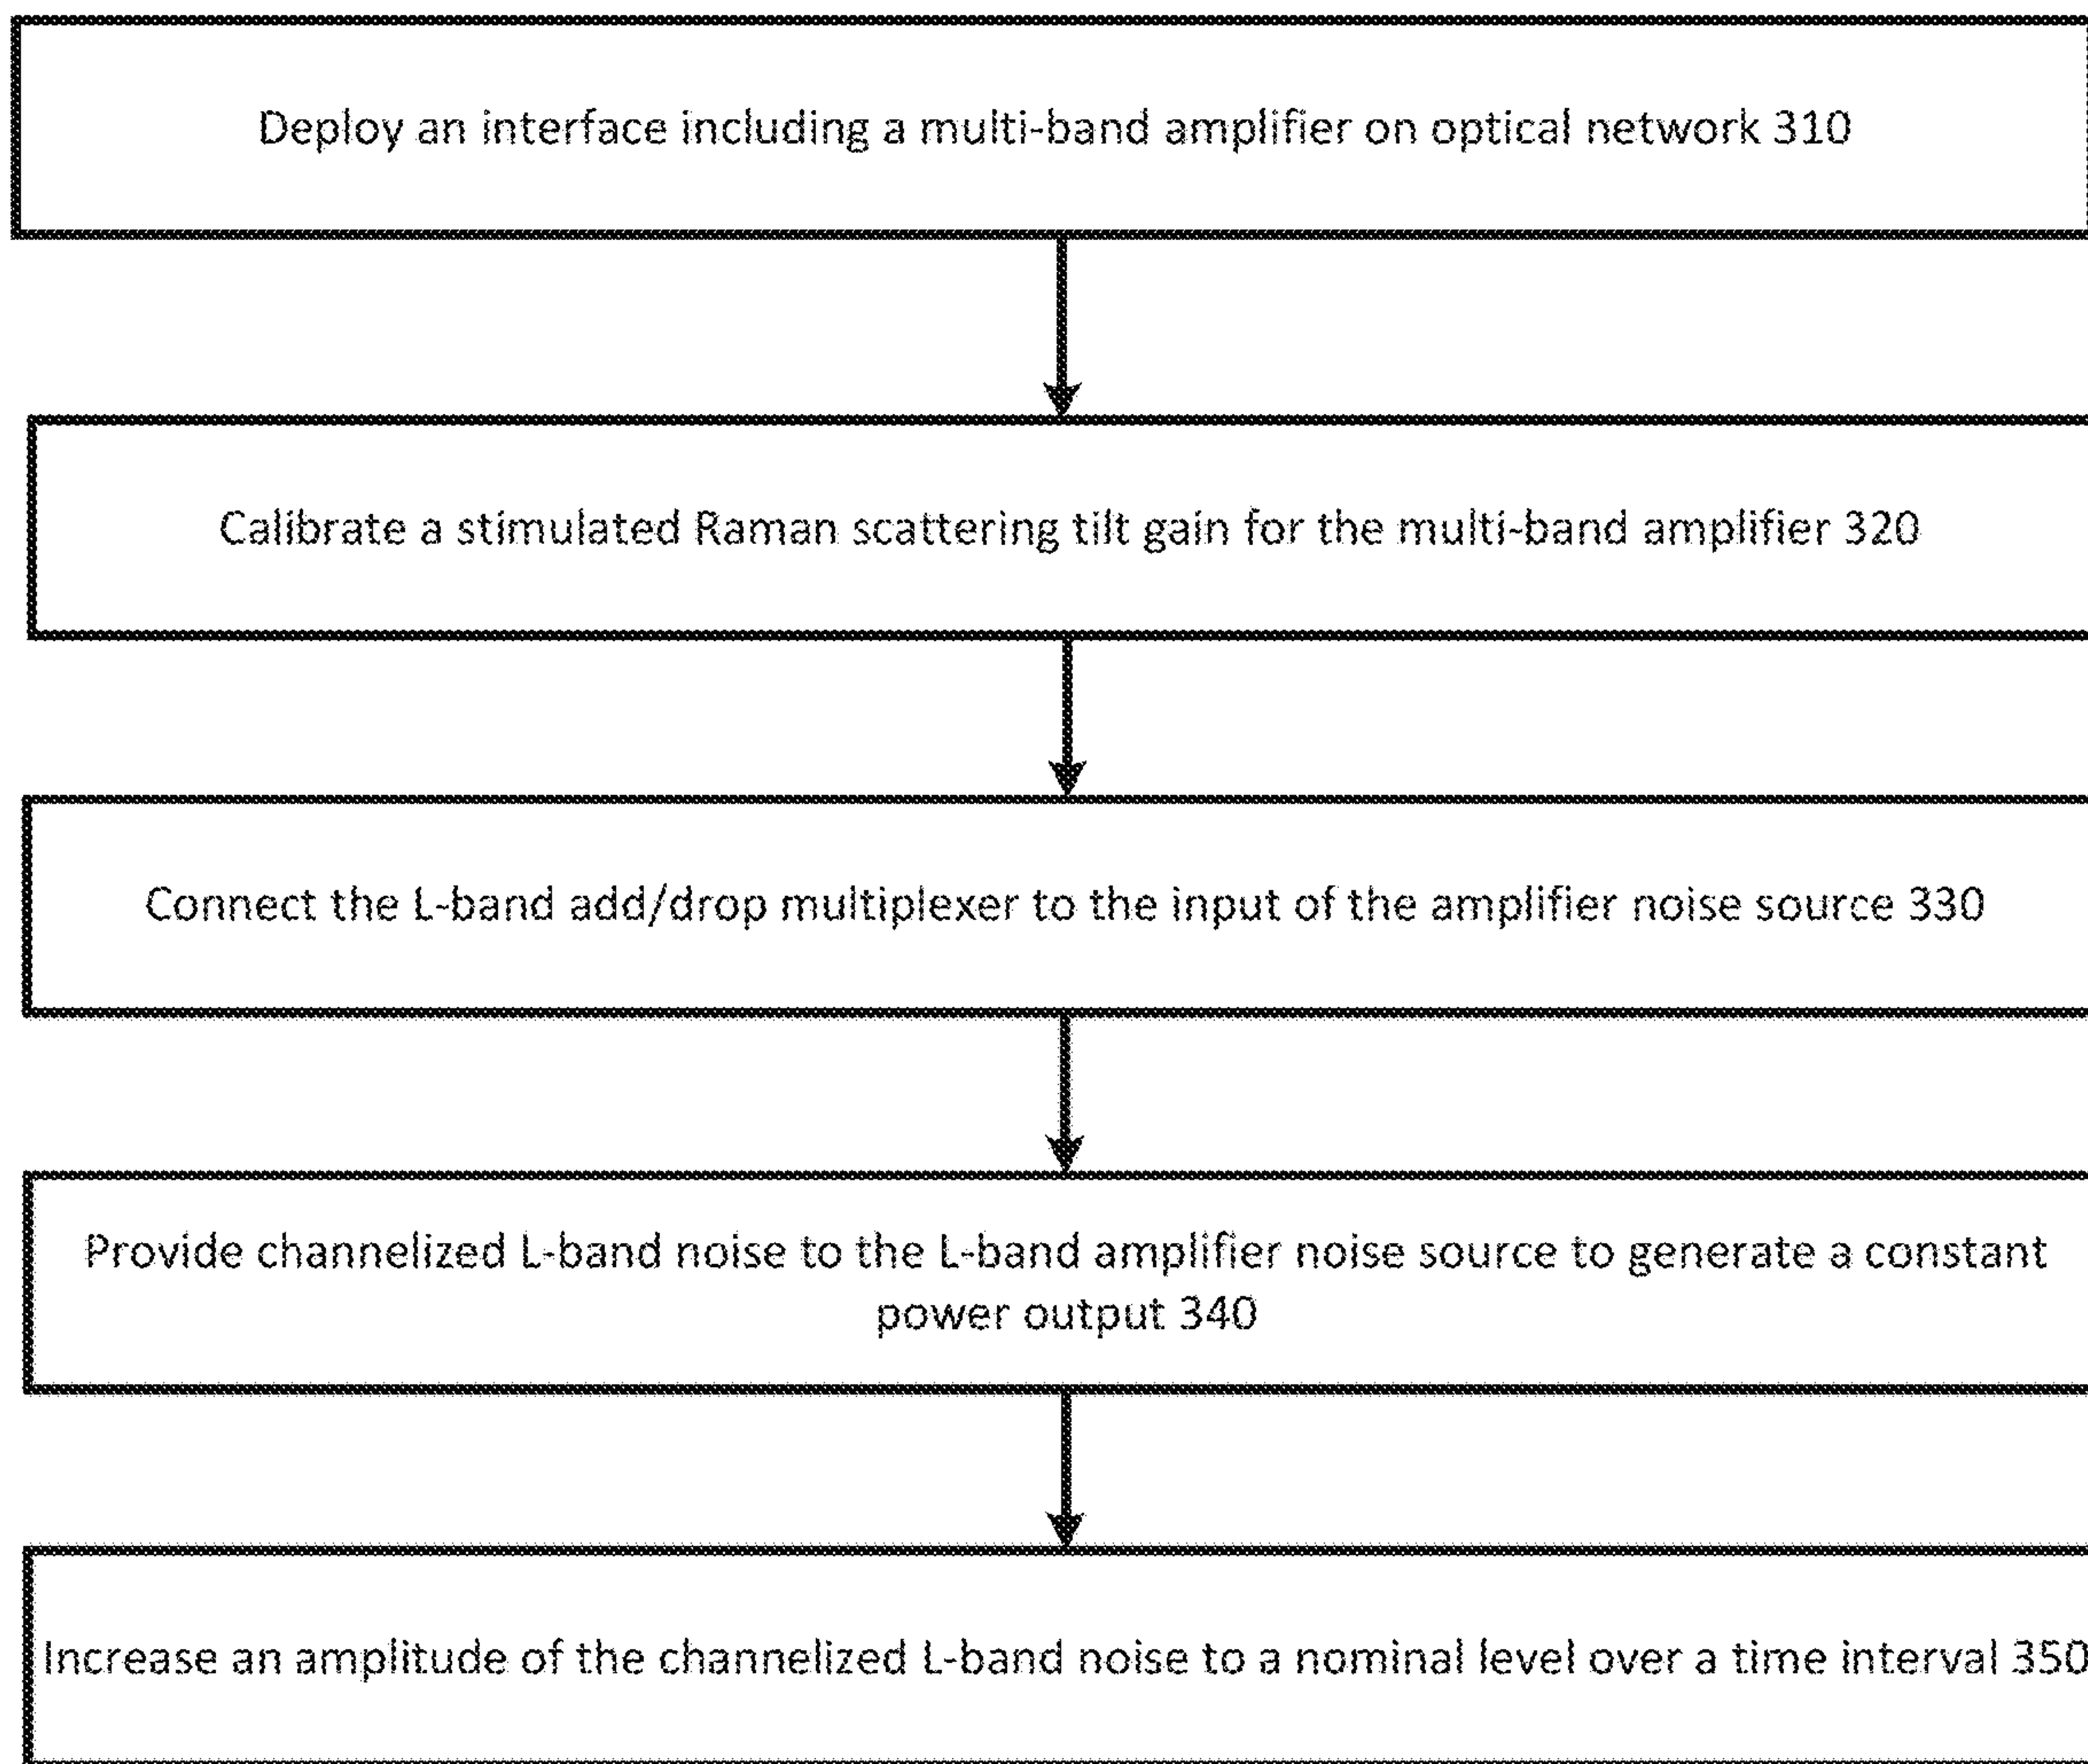 Deploy an interface including a multi-band amplifier on optical network 310
Calibrate a stimulated Raman scattering tilt gain for the multi-band amplifier 320
Connect the L-band add/drop multiplexer to the input of the amplifier noise source 330
Provide channelized L-band noise to the L-band amplifier noise source to generate a constant
power output 340
Increase an amplitude of the channelized L-band noise to a nominal level over a time interval 350